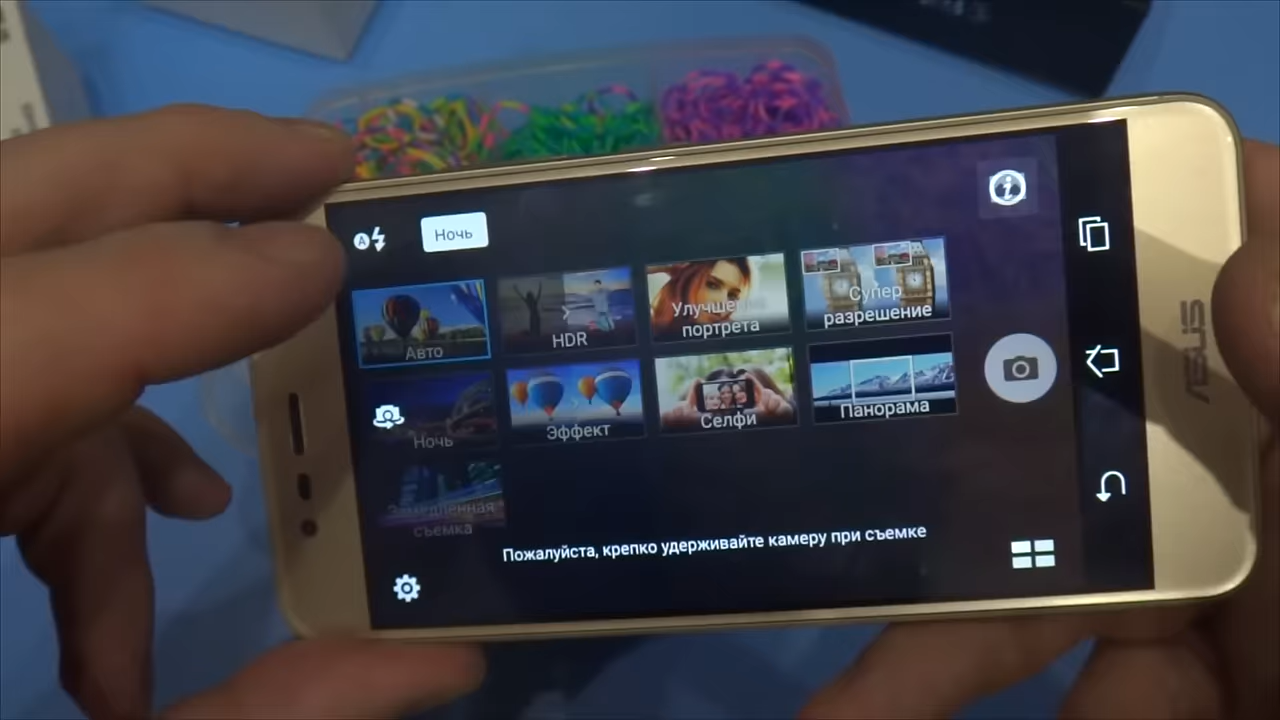 A
Ночь
i
Авто
HDR
Улучшен
портрета
Супер
разрешение
Ночь
Эффект
Селфи
Панорама
Замедленная
съемка
Пожалуйста, крепко удерживайте камеру при съемке
ASUS